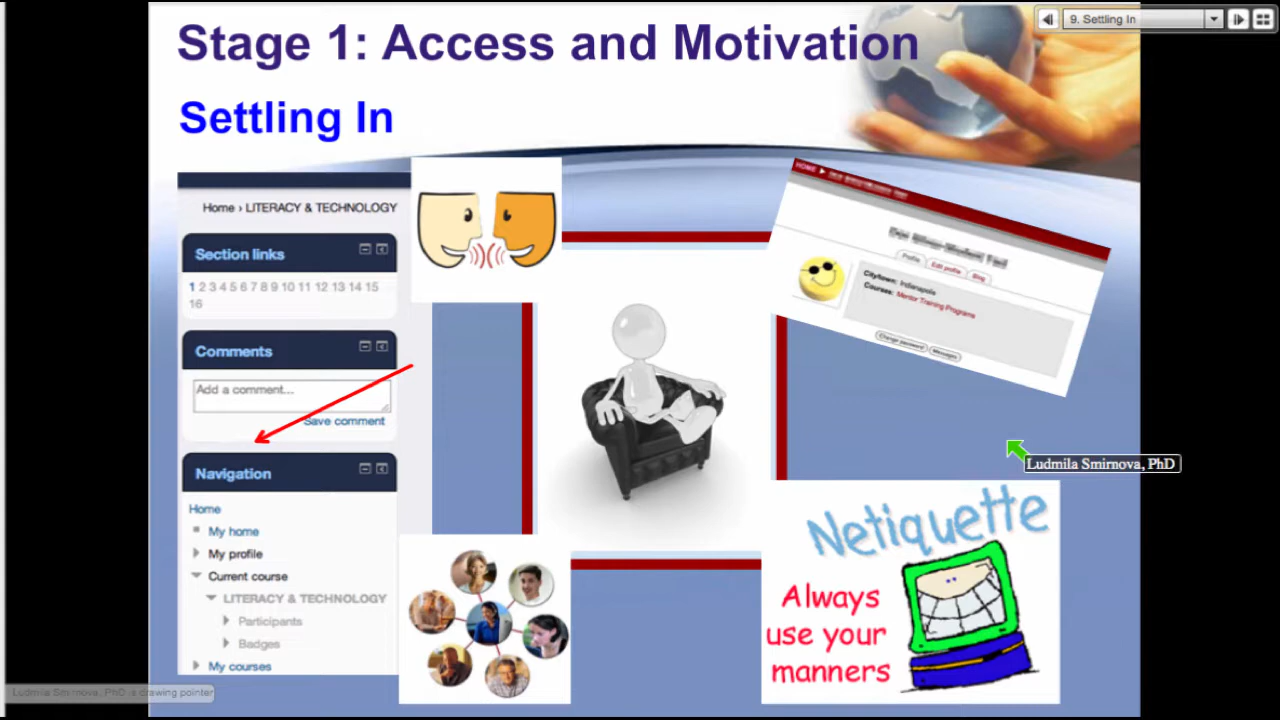 9. Settling In
Stage 1: Access and Motivation
Settling In
Home › LITERACY & TECHNOLOGY
Section links
1 2 3 4 5 6 7 8 9 10 11 12 13 14 15
16
Comments
Add a comment...
Save comment
Navigation
Home
My home
My profile
Current course
LITERACY & TECHNOLOGY
Participants
Badges
My courses
HOME
Profile
Edit profile
Blog
City/town: Indianapolis
Courses: Mentor Training Programs
Change password
Messages
Ludmila Smirnova, PhD
Netiquette
Always
use your
manners
Ludmila Smirnova, PhD is drawing pointer